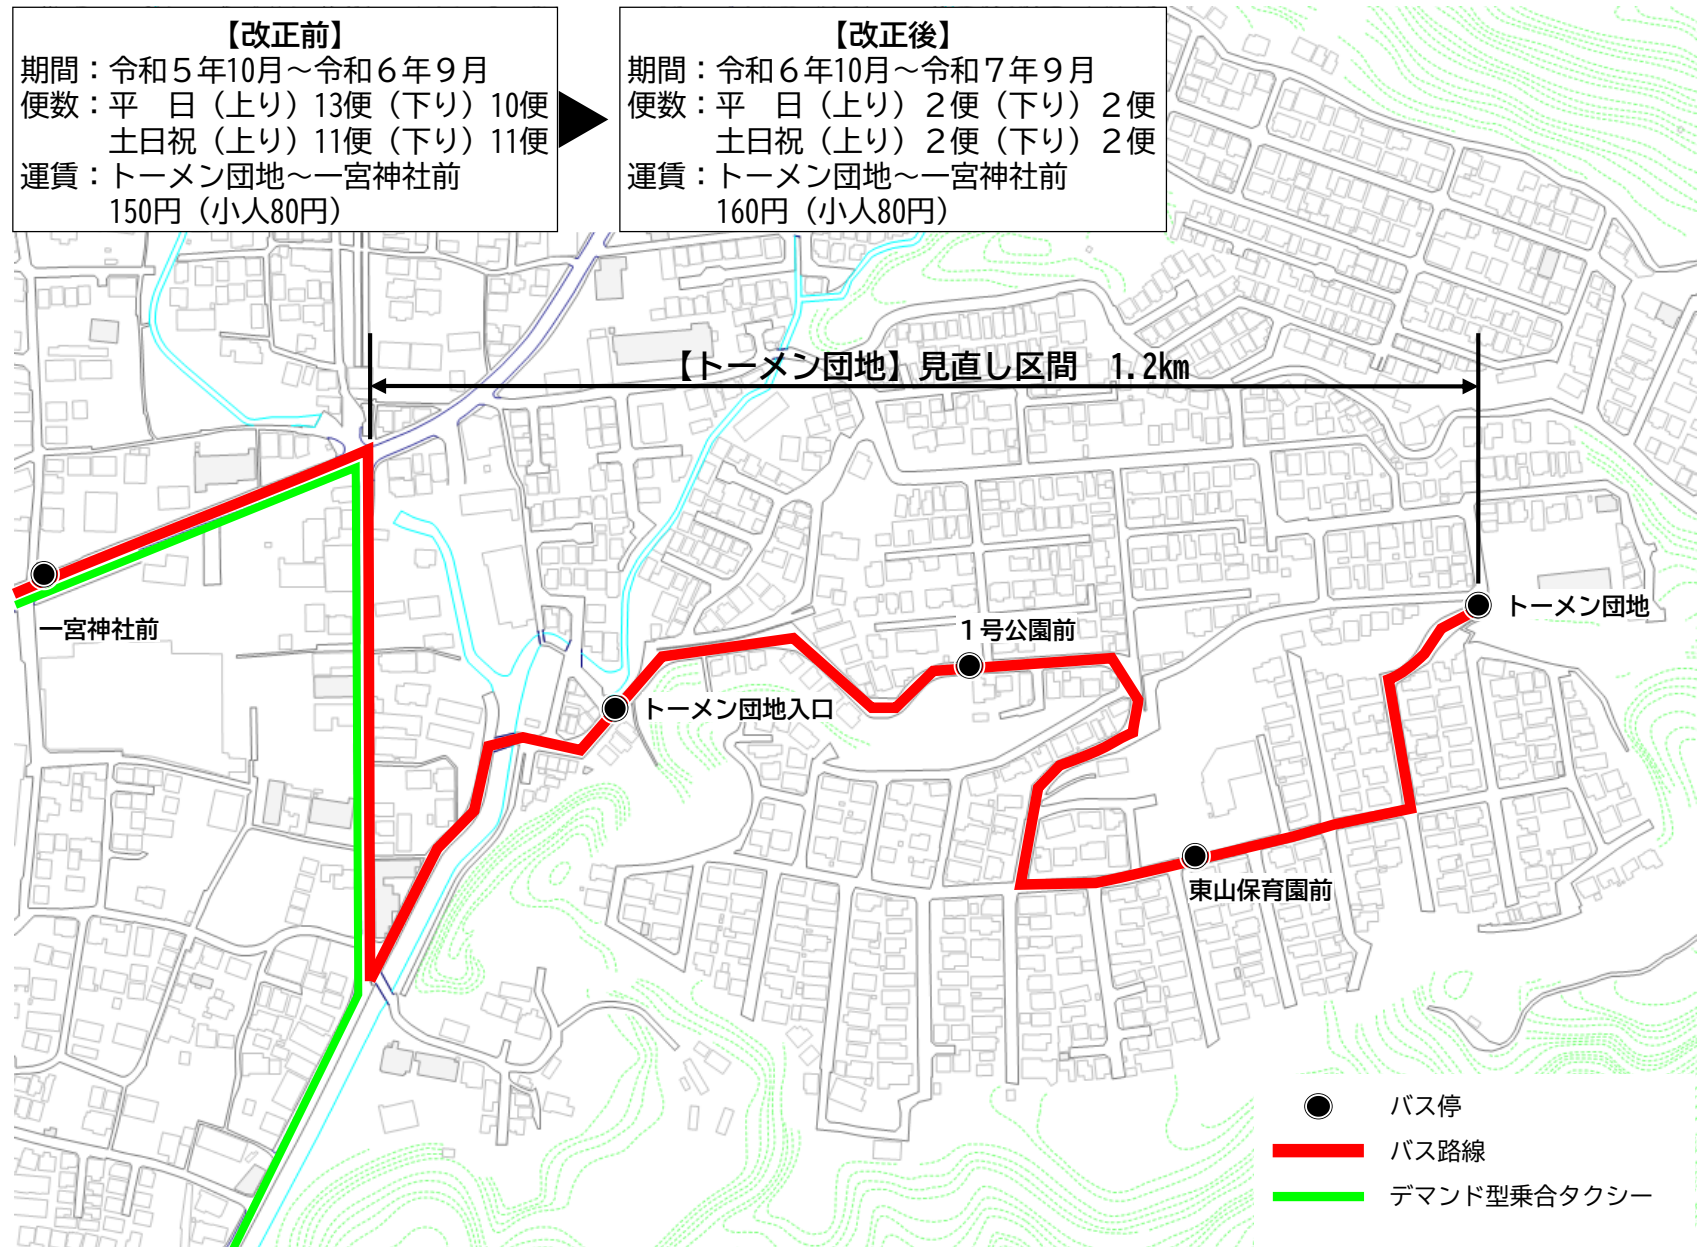 【改正前】
期間：令和５年10月～令和６年９月
便数：平　日（上り）13便（下り）10便
土日祝（上り）11便（下り）11便
運賃：トーメン団地～一宮神社前
150円（小人80円）
【改正後】
期間：令和６年10月～令和７年９月
便数：平　日（上り）２便（下り）２便
土日祝（上り）２便（下り）２便
運賃：トーメン団地～一宮神社前
160円（小人80円）
【トーメン団地】見直し区間　1.2km
一宮神社前
トーメン団地入口
１号公園前
トーメン団地
東山保育園前
バス停
バス路線
デマンド型乗合タクシー